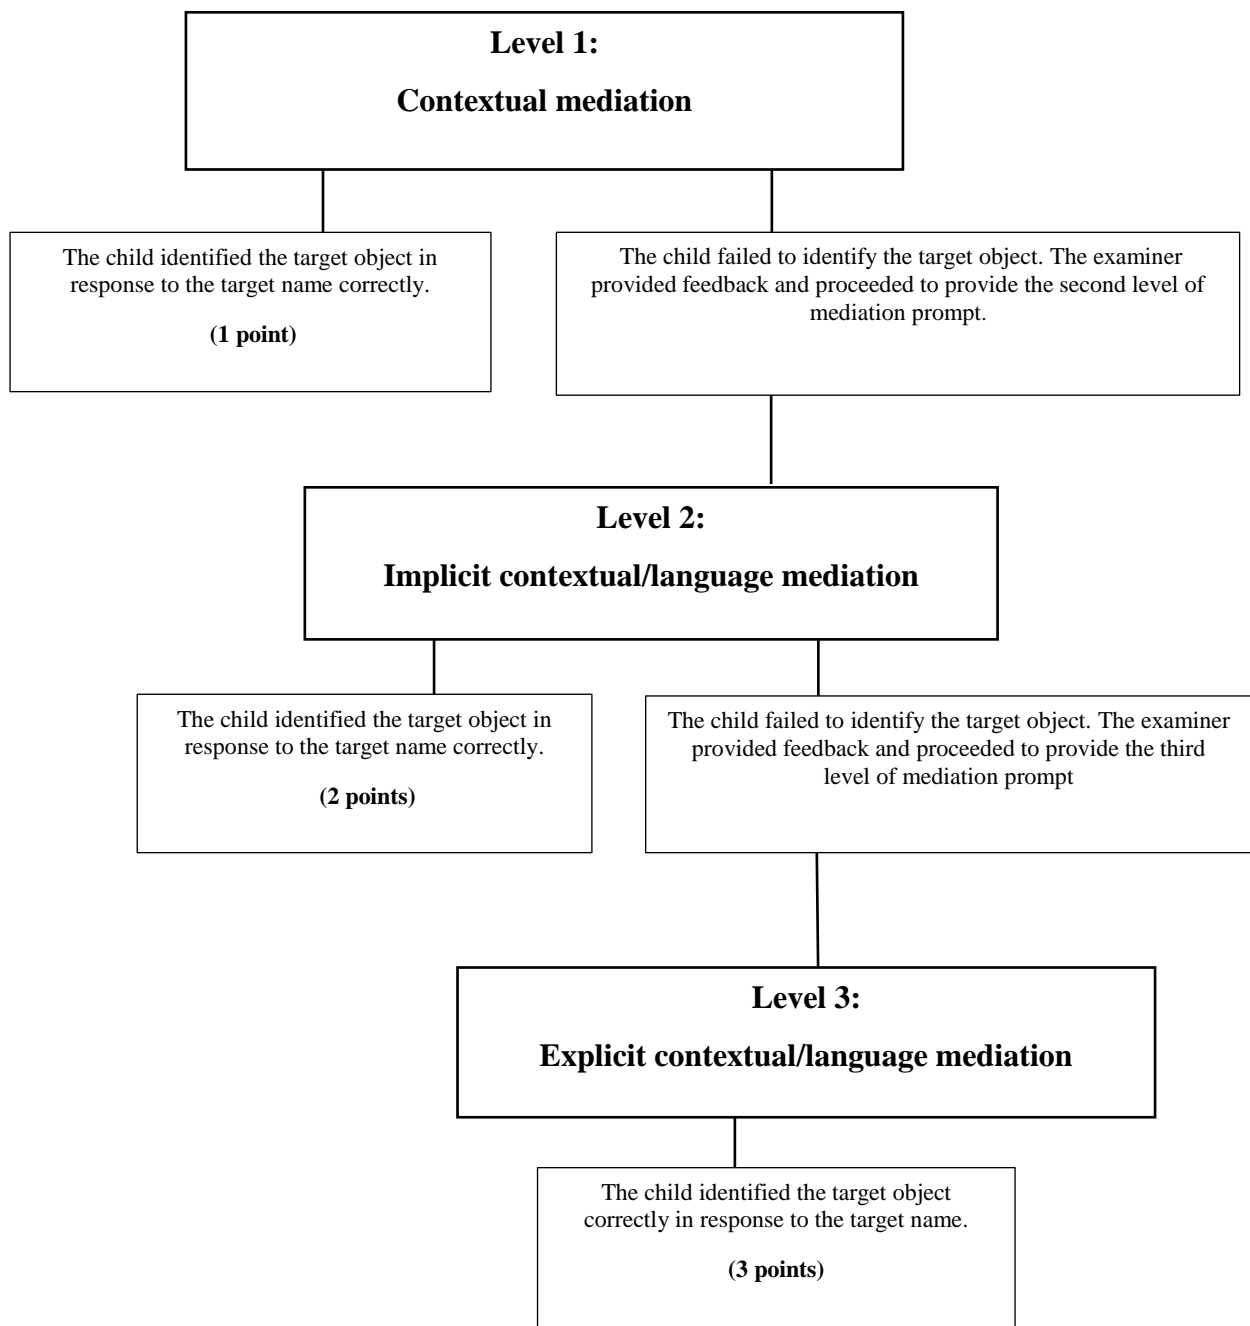 Level 1:
Contextual mediation
The child identified the target object in
response to the target name correctly.
(1 point)
The child failed to identify the target object. The examiner
provided feedback and proceeded to provide the second level of
mediation prompt.
Level 2:
Implicit contextual/language mediation
The child identified the target object in
response to the target name correctly.
(2 points)
The child failed to identify the target object. The examiner
provided feedback and proceeded to provide the third
level of mediation prompt
Level 3:
Explicit contextual/language mediation
The child identified the target object
correctly in response to the target name.
(3 points)